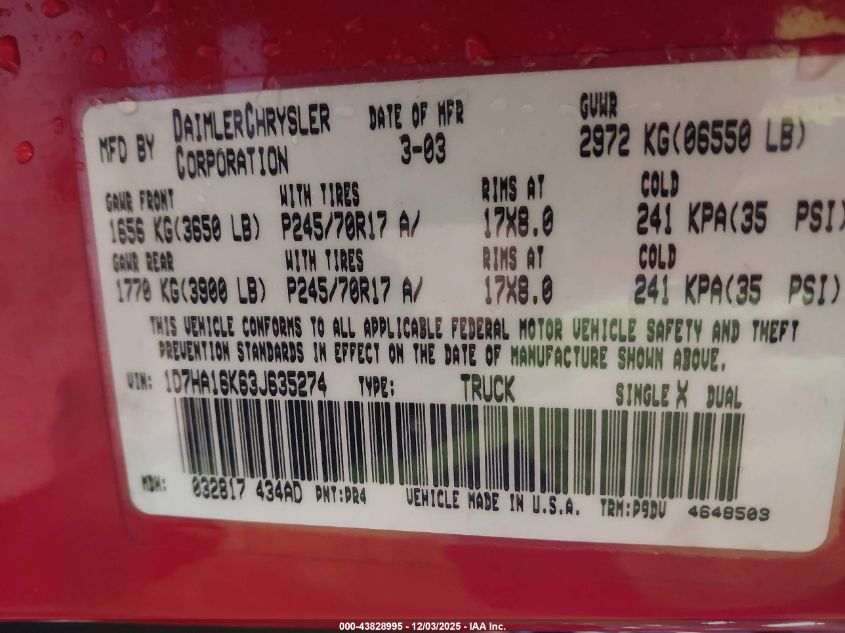 MFD BY DAIMLERCHRYSLER CORPORATION DATE OF MFR 3-03 GVWR 2972 KG(06550 LB)
GAWR FRONT WITH TIRES RIMS AT COLD
1656 KG(3650 LB) P245/70R17 A/ 17X8.0 241 KPA(35 PSI)
GAWR REAR WITH TIRES RIMS AT COLD
1770 KG(3900 LB) P245/70R17 A/ 17X8.0 241 KPA(35 PSI)
THIS VEHICLE CONFORMS TO ALL APPLICABLE FEDERAL MOTOR VEHICLE SAFETY AND THEFT
PREVENTION STANDARDS IN EFFECT ON THE DATE OF MANUFACTURE SHOWN ABOVE.
VIN: 1D7HA16K63J635274 TYPE: TRUCK SINGLE X DUAL
MDH: 032817 434AD PNT:PR4 VEHICLE MADE IN U.S.A. TRM:P9DV 4648503
000-43828995 - 12/03/2025 - IAA Inc.